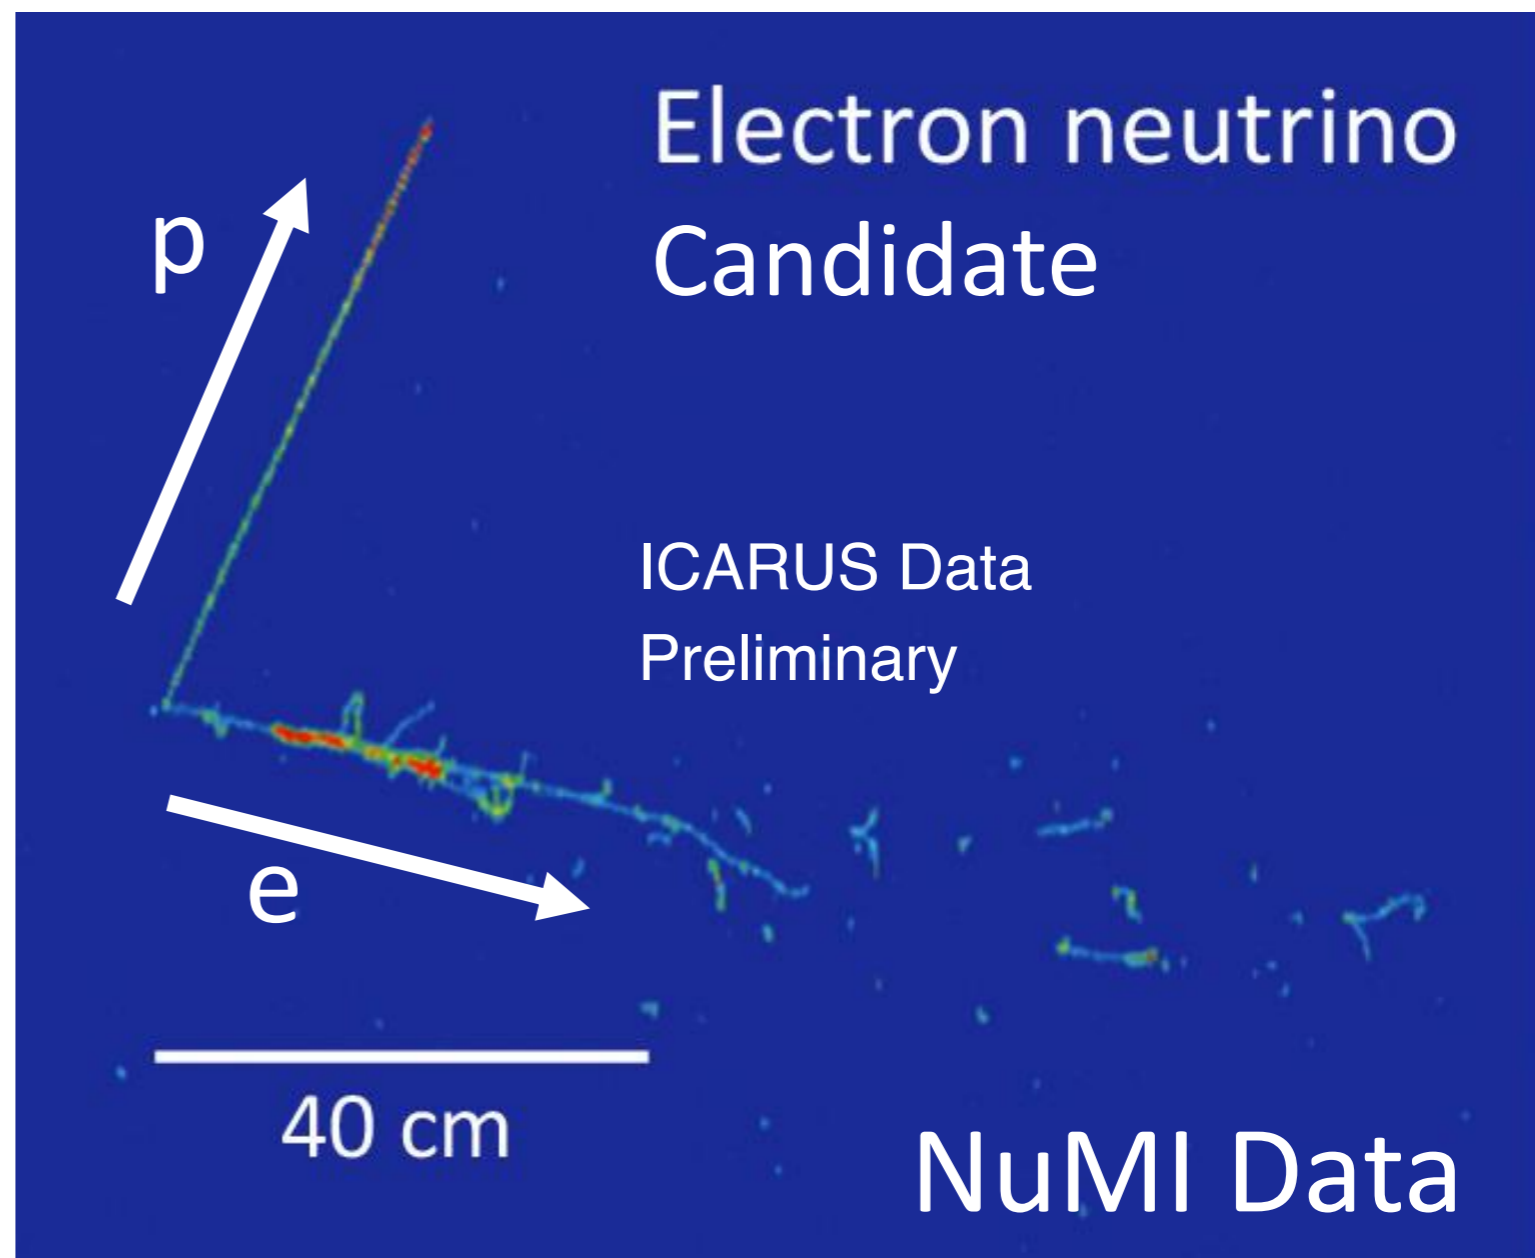 Electron neutrino
Candidate
p
ICARUS Data
Preliminary
e
40 cm
NuMI Data